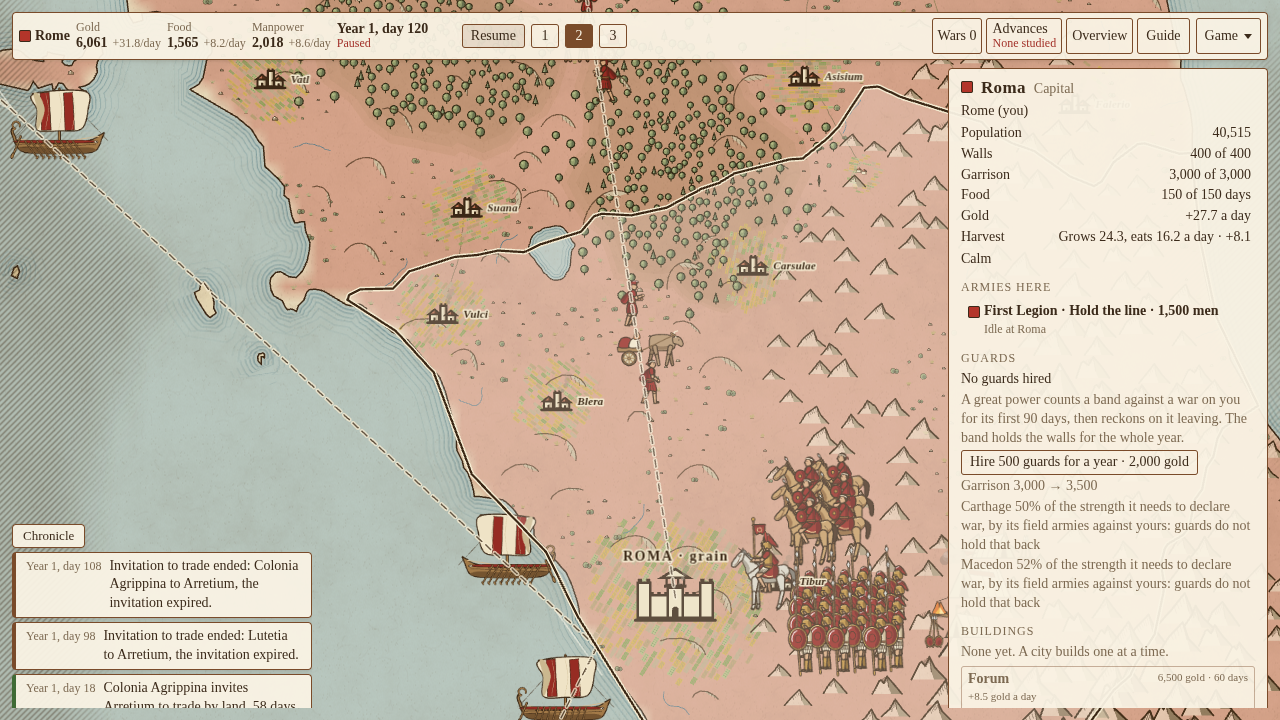 Rome
Gold
6,061 +31.8/day
Food
1,565 +8.2/day
Manpower
2,018 +8.6/day
Year 1, day 120
Paused
Resume
1
2
3
Wars 0
Advances
None studied
Overview
Guide
Game
Vatl
Asisium
Suana
Carsulae
Vulci
Blera
ROMA · grain
Tibur
Chronicle
Year 1, day 108 Invitation to trade ended: Colonia
Agrippina to Arretium, the
invitation expired.
Year 1, day 98 Invitation to trade ended: Lutetia
to Arretium, the invitation expired.
Year 1, day 18 Colonia Agrippina invites
Arretium to trade by land, 58 days
Roma Capital
Rome (you)
Population 40,515
Walls 400 of 400
Garrison 3,000 of 3,000
Food 150 of 150 days
Gold +27.7 a day
Harvest Grows 24.3, eats 16.2 a day · +8.1
Calm
ARMIES HERE
First Legion · Hold the line · 1,500 men
Idle at Roma
GUARDS
No guards hired
A great power counts a band against a war on you
for its first 90 days, then reckons on it leaving. The
band holds the walls for the whole year.
Hire 500 guards for a year · 2,000 gold
Garrison 3,000 → 3,500
Carthage 50% of the strength it needs to declare
war, by its field armies against yours: guards do not
hold that back
Macedon 52% of the strength it needs to declare
war, by its field armies against yours: guards do not
hold that back
BUILDINGS
None yet. A city builds one at a time.
Forum 6,500 gold · 60 days
+8.5 gold a day